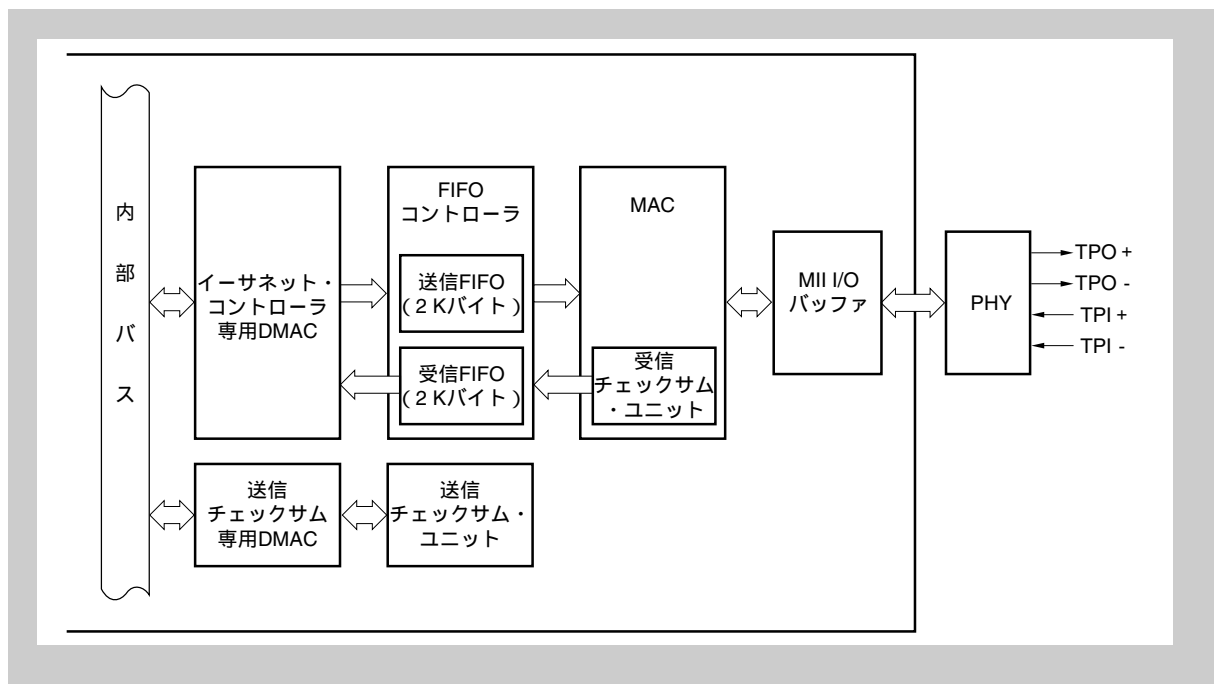 内部バス
イーサネット・
コントローラ
専用DMAC
FIFO
コントローラ
送信FIFO
(2 Kバイト)
受信FIFO
(2 Kバイト)
MAC
受信
チェックサム
・ユニット
MII I/O
バッファ
PHY
TPO +
TPO -
TPI +
TPI -
送信
チェックサム
専用DMAC
送信
チェックサム・
ユニット